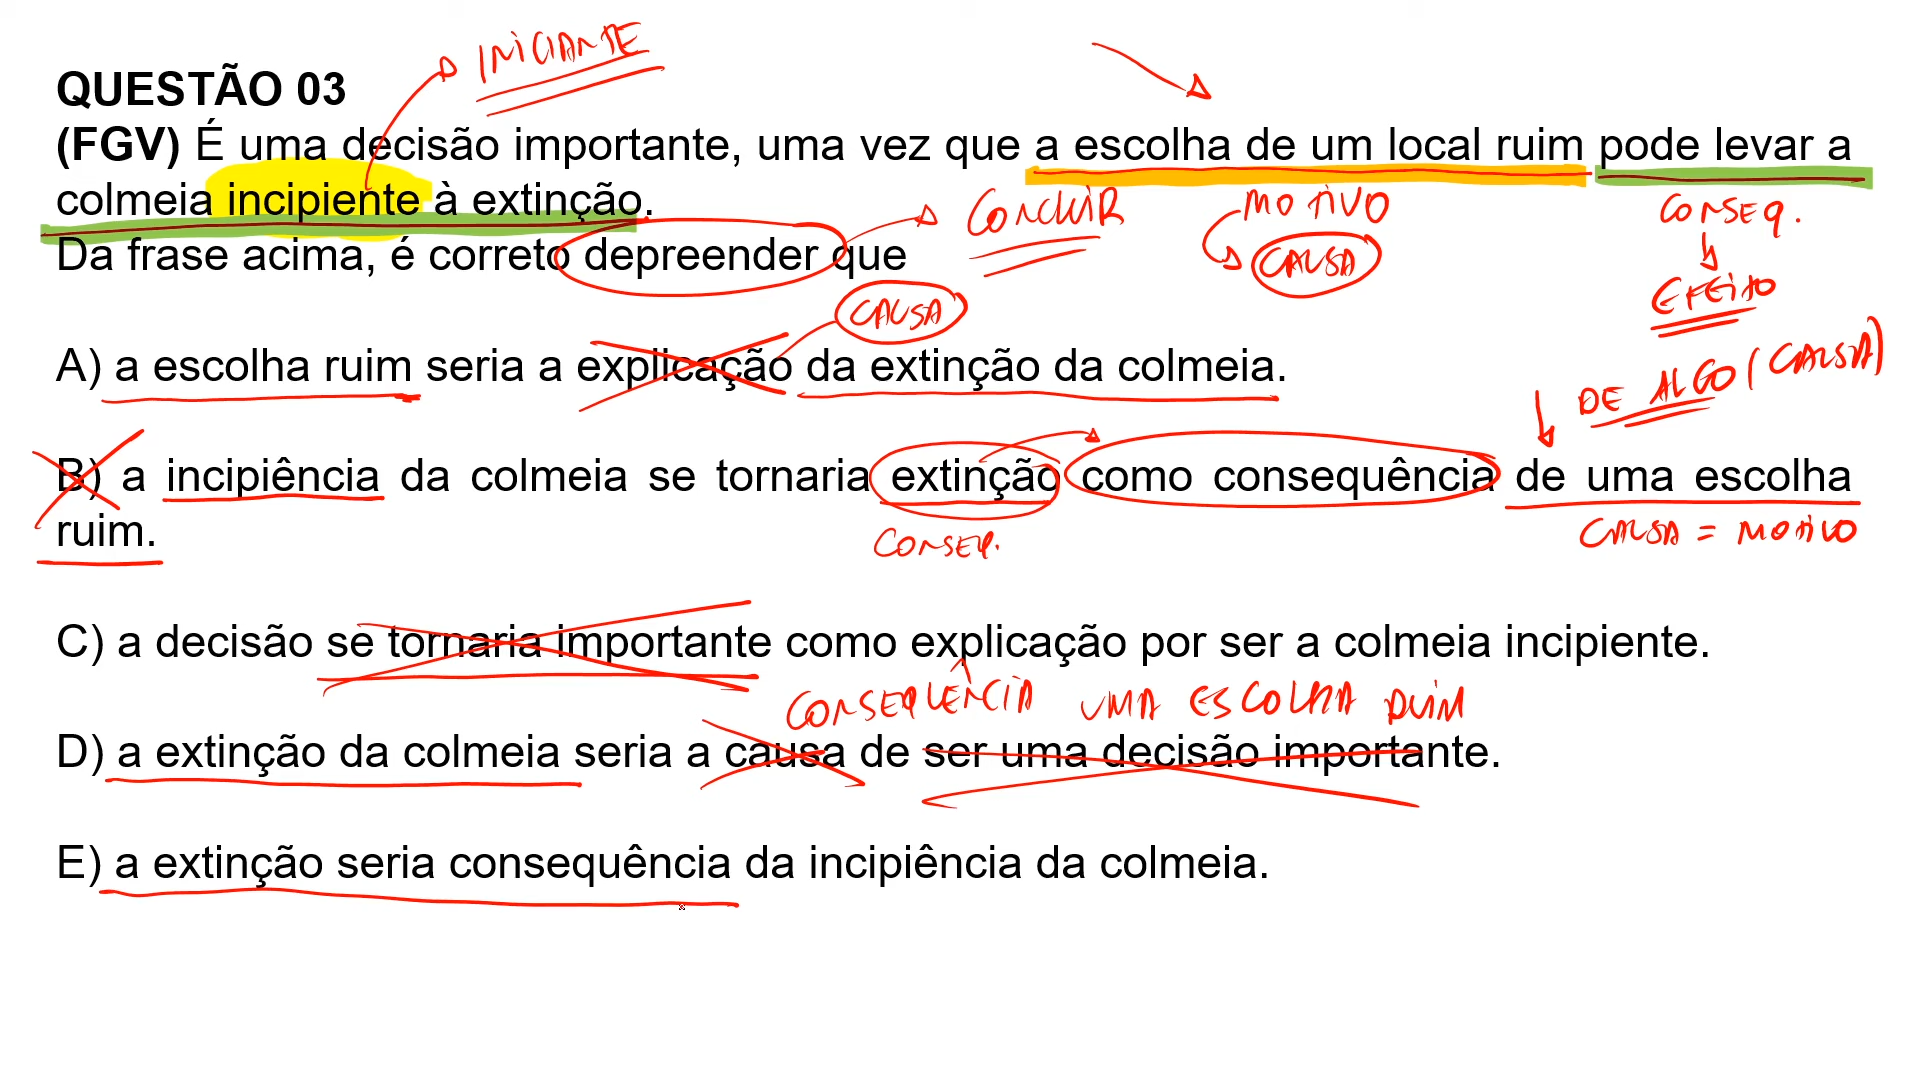 INICIANTE
QUESTÃO 03
(FGV) É uma decisão importante, uma vez que a escolha de um local ruim pode levar a
colmeia incipiente à extinção.
CONCLUIR
MOTIVO
CONSEQ.
Da frase acima, é correto depreender que
CAUSA
EFEITO
CAUSA
A) a escolha ruim seria a explicação da extinção da colmeia.
DE ALGO (CAUSA)
B) a incipiência da colmeia se tornaria extinção como consequência de uma escolha
ruim.
CONSEQ.
CAUSA = MOTIVO
C) a decisão se tornaria importante como explicação por ser a colmeia incipiente.
CONSEQUÊNCIA UMA ESCOLHA RUIM
D) a extinção da colmeia seria a causa de ser uma decisão importante.
E) a extinção seria consequência da incipiência da colmeia.